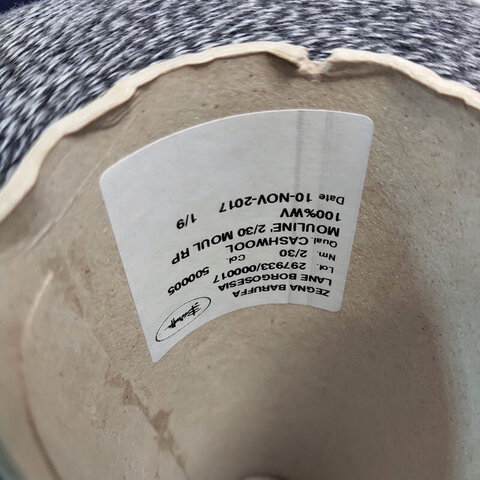 ZEGNA BARUFFA
LANE BORGOSESIA
Lot. 297933/000017
Nm. 2/30 Col. 500005
Qual. CASHWOOL
MOULINE' 2/30 MOUL RP
100%WV
Date 10-NOV-2017 1/9